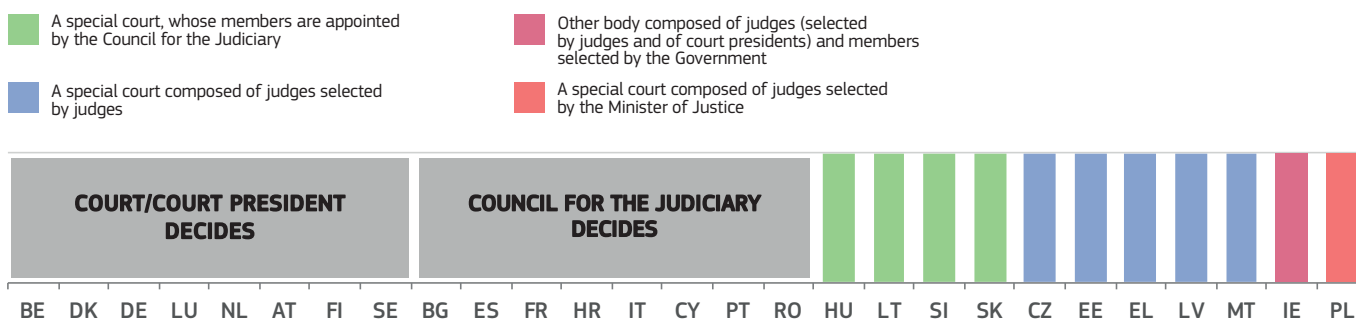 A special court, whose members are appointed
by the Council for the Judiciary
A special court composed of judges selected
by judges
Other body composed of judges (selected
by judges and of court presidents) and members
selected by the Government
A special court composed of judges selected
by the Minister of Justice
COURT/COURT PRESIDENT
DECIDES
COUNCIL FOR THE JUDICIARY
DECIDES
BE DK DE LU NL AT FI SE BG ES FR HR IT CY PT RO HU LT SI SK CZ EE EL LV MT IE PL